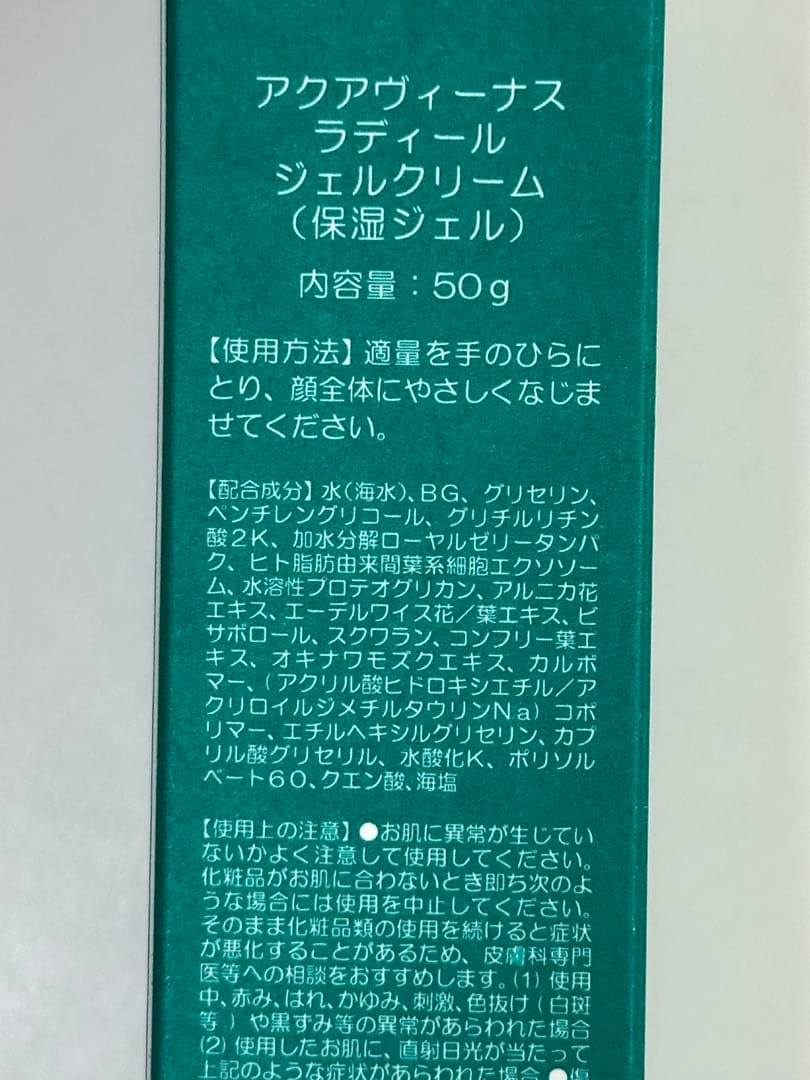 アクアヴィーナス
ラディール
ジェルクリーム
（保湿ジェル）
内容量：50g
【使用方法】適量を手のひらに
とり、顔全体にやさしくなじま
せてください。
【配合成分】水(海水)、BG、グリセリン、
ペンチレングリコール、グリチルリチン
酸2K、加水分解ローヤルゼリータンパ
ク、ヒト脂肪由来間葉系細胞エクソソー
ム、水溶性プロテオグリカン、アルニカ花
エキス、エーデルワイス花／葉エキス、ビ
サボロール、スクワラン、コンフリー葉エ
キス、オキナワモズクエキス、カルボ
マー、(アクリル酸ヒドロキシエチル／ア
クリロイルジメチルタウリンNa）コポ
リマー、エチルヘキシルグリセリン、カプ
リル酸グリセリル、水酸化K、ポリソル
ベート60、クエン酸、海塩
【使用上の注意】●お肌に異常が生じてい
ないかよく注意して使用してください。
化粧品がお肌に合わないとき即ち次のよ
うな場合には使用を中止してください。
そのまま化粧品類の使用を続けると症状
が悪化することがあるため、皮膚科専門
医等への相談をおすすめします。(1)使用
中、赤み、はれ、かゆみ、刺激、色抜け（白斑
等）や黒ずみ等の異常があらわれた場合
(2)使用したお肌に、直射日光が当たって
上記のような症状があらわれた場合 ●傷